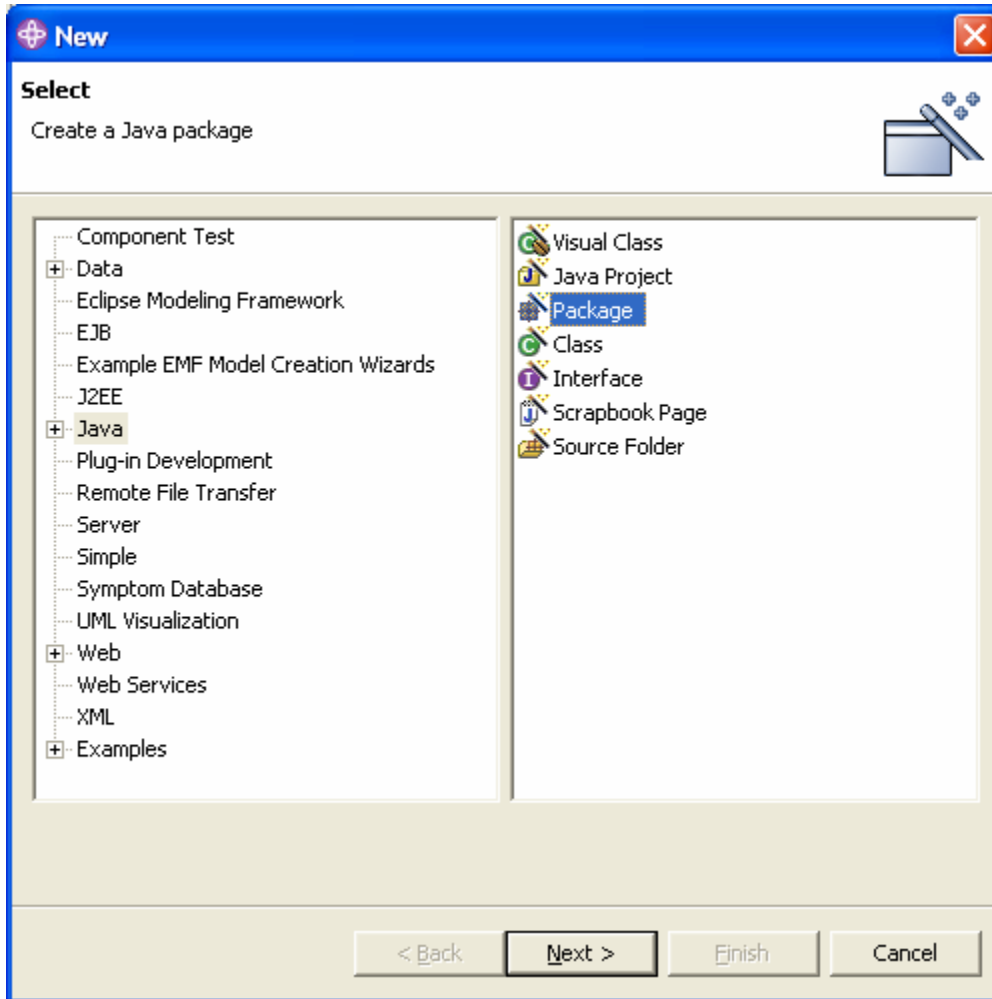 New
Select
Create a Java package
Component Test
Data
Eclipse Modeling Framework
EJB
Example EMF Model Creation Wizards
J2EE
Java
Plug-in Development
Remote File Transfer
Server
Simple
Symptom Database
UML Visualization
Web
Web Services
XML
Examples
Visual Class
Java Project
Package
Class
Interface
Scrapbook Page
Source Folder
< Back
Next >
Finish
Cancel